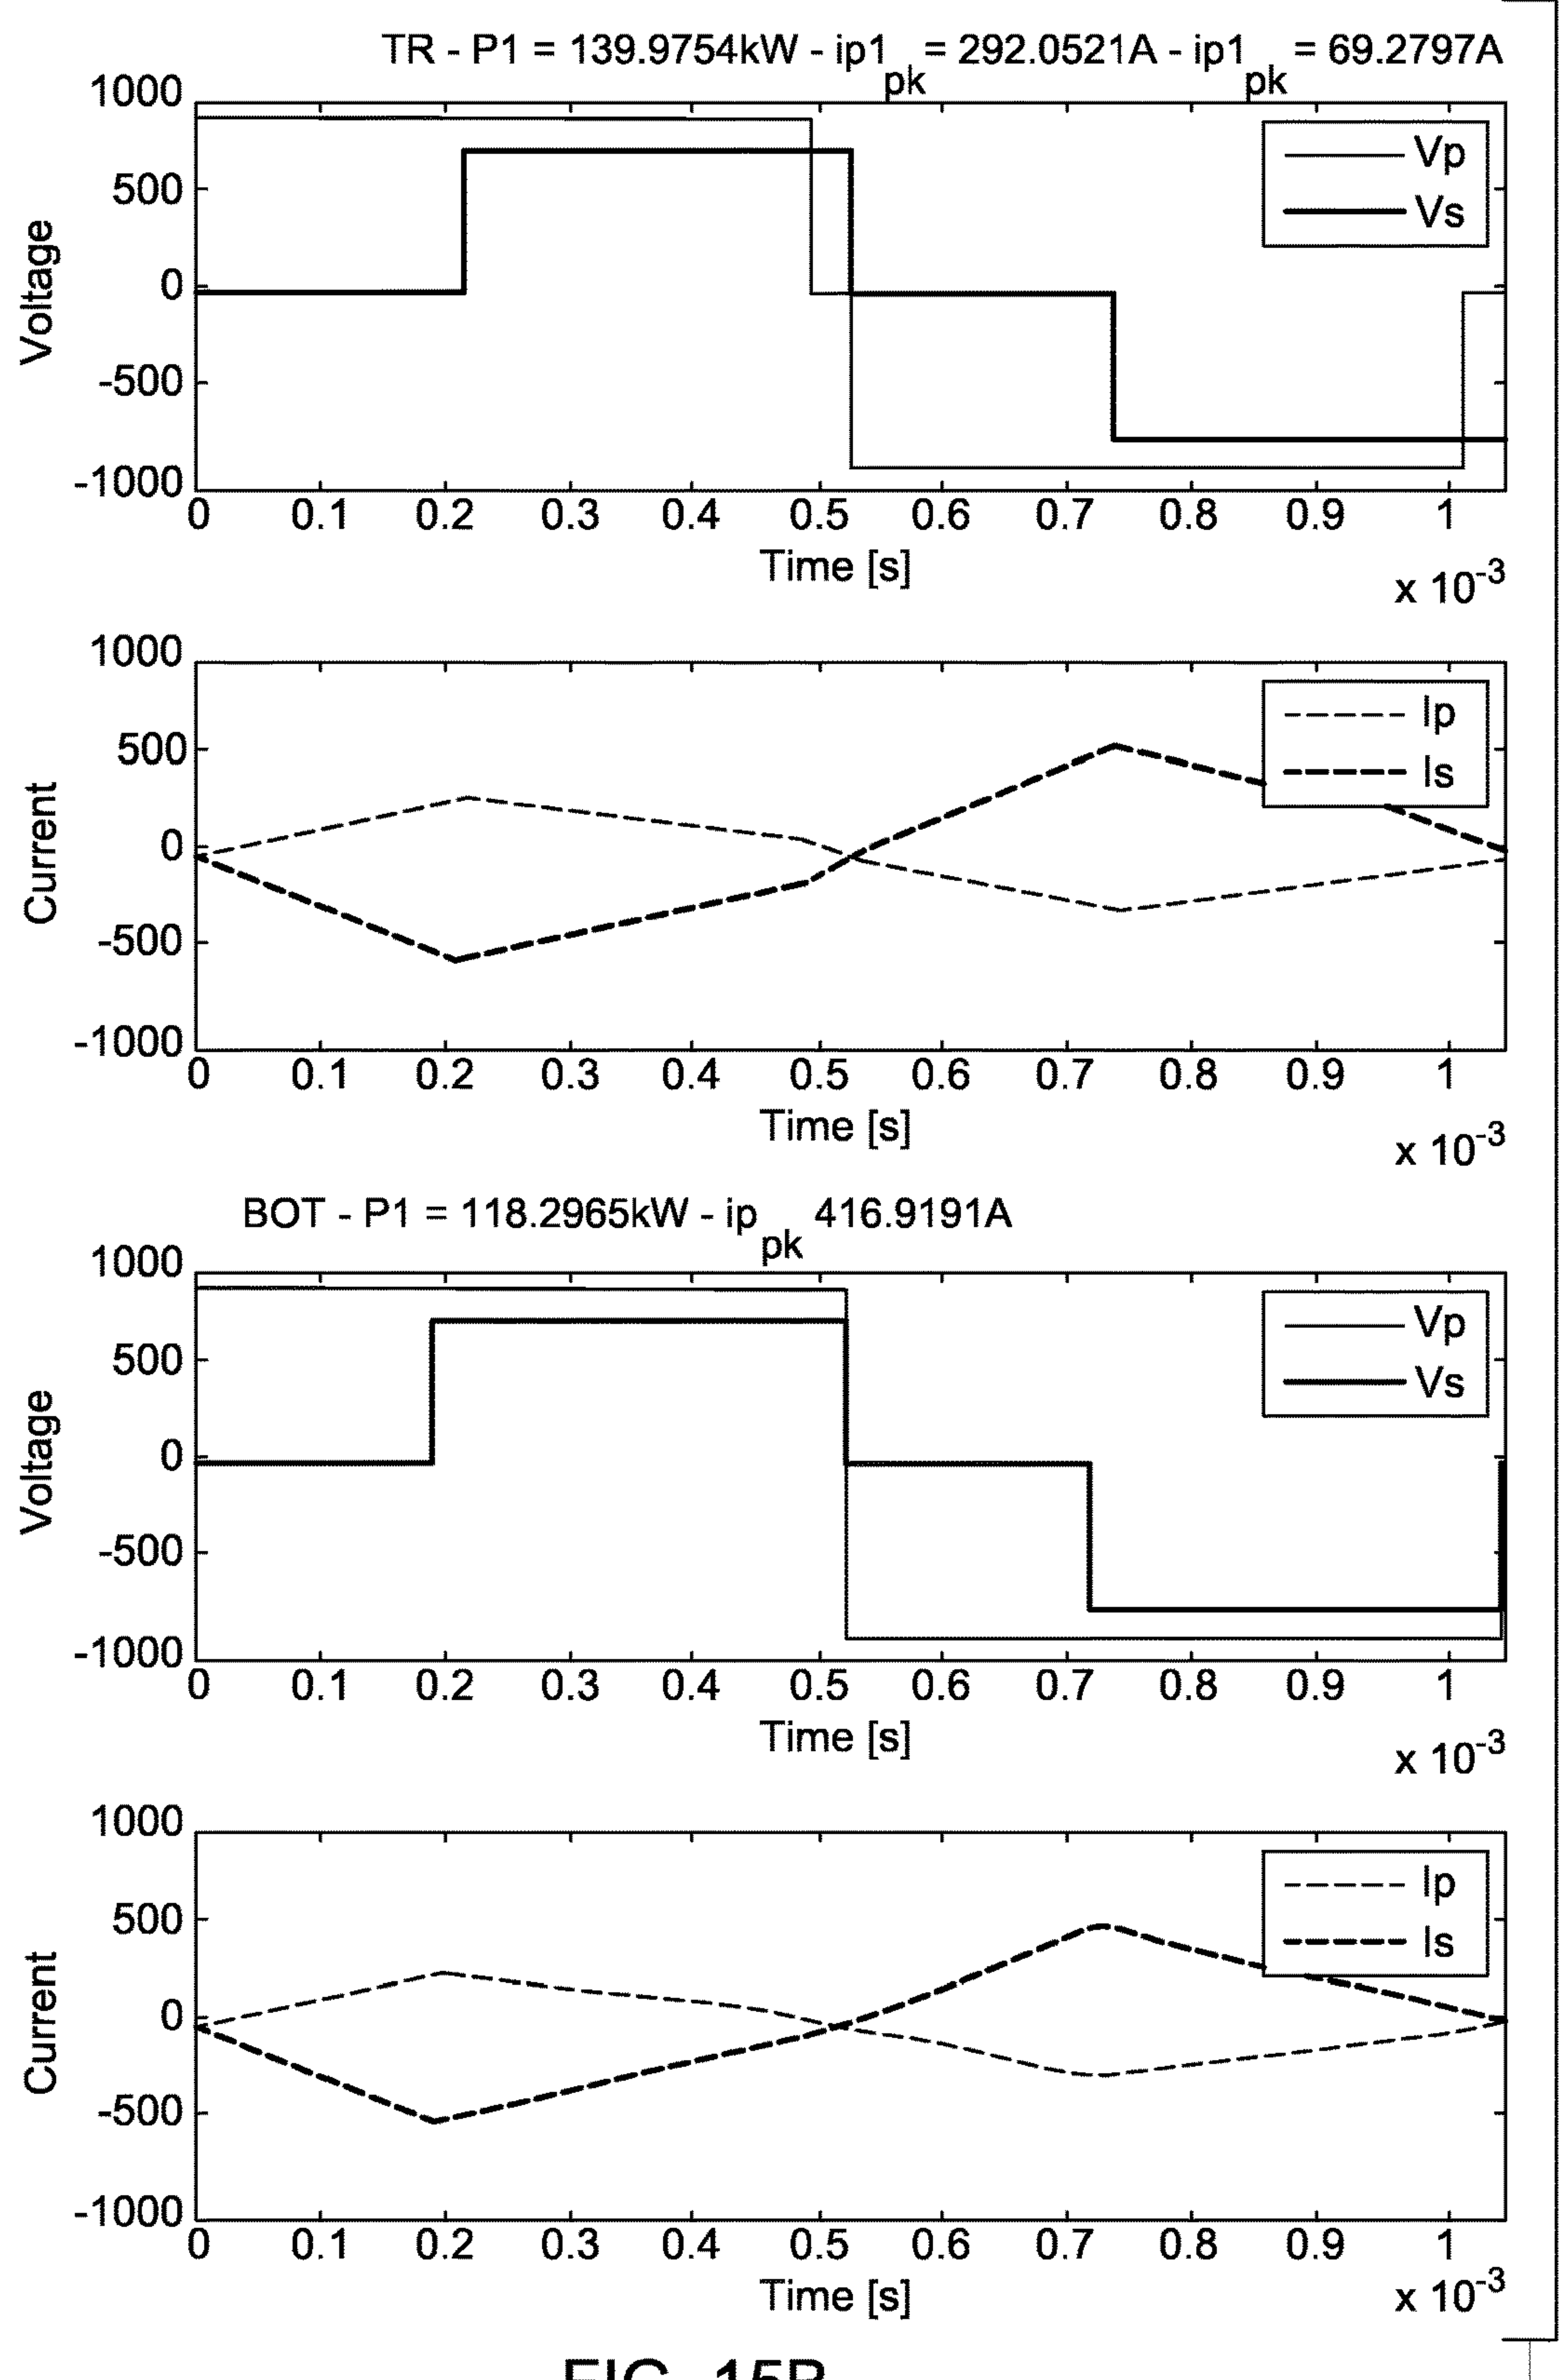 TR - P1 = 139.9754kW - ip1pk = 292.0521A - ip1pk = 69.2797A
1000
500
0
-500
-1000
Voltage
Vp
Vs
0 0.1 0.2 0.3 0.4 0.5 0.6 0.7 0.8 0.9 1
Time [s]
x 10-3
1000
500
0
-500
-1000
Current
Ip
Is
0 0.1 0.2 0.3 0.4 0.5 0.6 0.7 0.8 0.9 1
Time [s]
x 10-3
BOT - P1 = 118.2965kW - ippk 416.9191A
1000
500
0
-500
-1000
Voltage
Vp
Vs
0 0.1 0.2 0.3 0.4 0.5 0.6 0.7 0.8 0.9 1
Time [s]
x 10-3
1000
500
0
-500
-1000
Current
Ip
Is
0 0.1 0.2 0.3 0.4 0.5 0.6 0.7 0.8 0.9 1
Time [s]
x 10-3
FIG. 15B